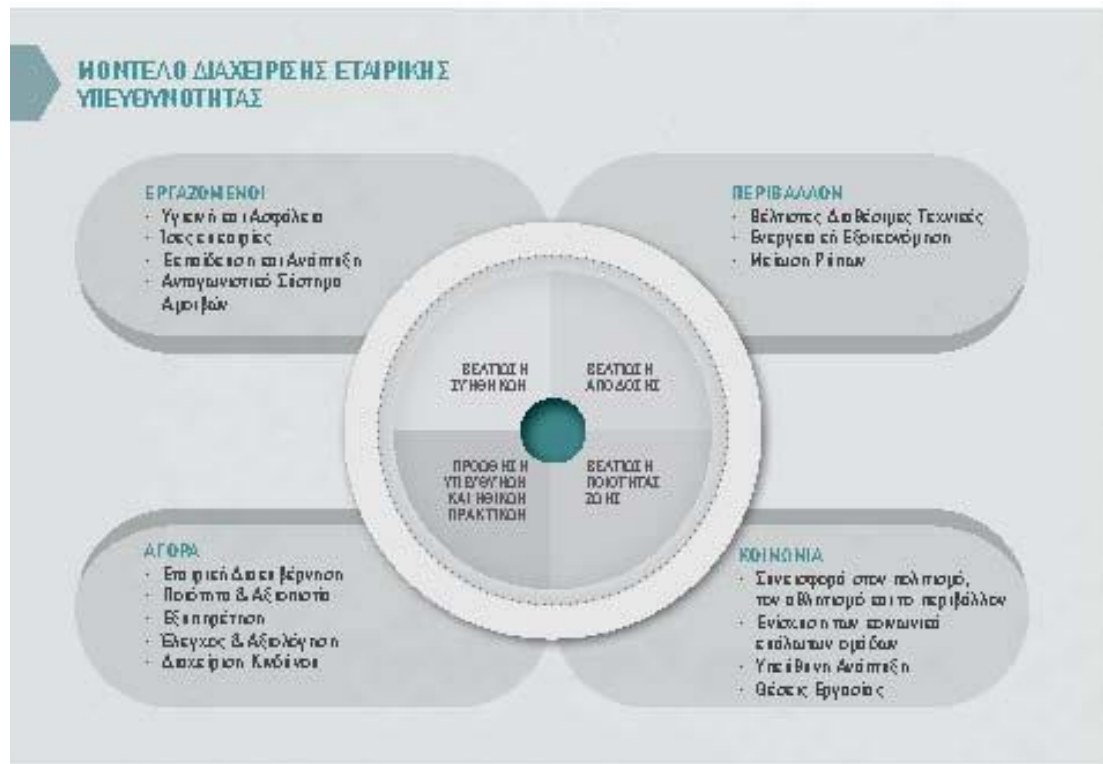 ΜΟΝΤΕΛΟ ΔΙΑΧΕΙΡΙΣΗΣ ΕΤΑΙΡΙΚΗΣ
ΥΠΕΥΘΥΝΟΤΗΤΑΣ
ΕΡΓΑΖΟΜΕΝΟΙ
· Υγιεινή και Ασφάλεια
· Ίσες ευκαιρίες
· Εκπαίδευση και Ανάπτυξη
· Ανταγωνιστικό Σύστημα
Αμοιβών
ΠΕΡΙΒΑΛΛΟΝ
· Βέλτιστες Διαθέσιμες Τεχνικές
· Ενεργειακή Εξοικονόμηση
· Μείωση Ρύπων
ΒΕΛΤΙΩΣΗ
ΣΥΝΘΗΚΩΝ
ΒΕΛΤΙΩΣΗ
ΑΠΟΔΟΣΗΣ
ΠΡΟΩΘΗΣΗ
ΥΠΕΥΘΥΝΩΝ
ΚΑΙ ΗΘΙΚΩΝ
ΠΡΑΚΤΙΚΩΝ
ΒΕΛΤΙΩΣΗ
ΠΟΙΟΤΗΤΑΣ
ΖΩΗΣ
ΑΓΟΡΑ
· Εταιρική Διακυβέρνηση
· Ποιότητα & Αξιοπιστία
· Εξυπηρέτηση
· Έλεγχος & Αξιολόγηση
· Διαχείριση Κινδύνου
ΚΟΙΝΩΝΙΑ
· Συνεισφορά στον πολιτισμό,
τον αθλητισμό και το περιβάλλον
· Ενίσχυση των κοινωνικά
ευάλωτων ομάδων
· Υπεύθυνη Ανάπτυξη
· Θέσεις Εργασίας